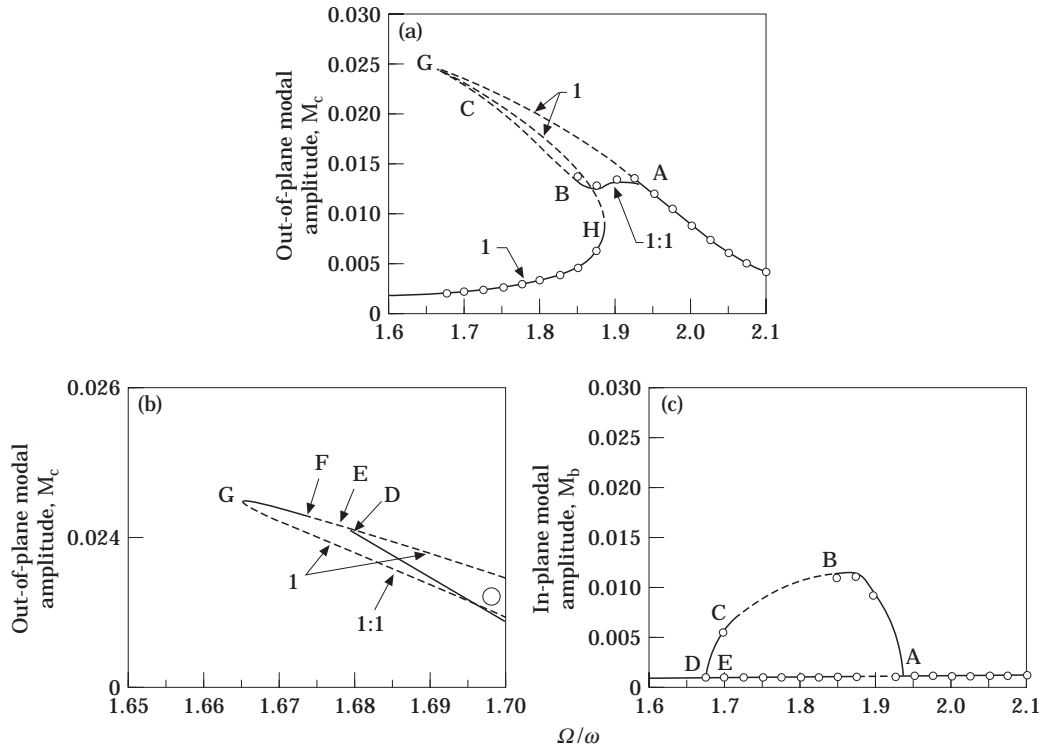 (a)
Out-of-plane modal
amplitude, M_c
0.030
0.025
0.020
0.015
0.010
0.005
0
G
C
1
B
A
H
1:1
1
1.6
1.7
1.8
1.9
2.0
2.1
(b)
Out-of-plane modal
amplitude, M_c
0.026
0.024
0
G
F
E
D
1
1:1
1.65
1.66
1.67
1.68
1.69
1.70
(c)
In-plane modal
amplitude, M_b
0.030
0.025
0.020
0.015
0.010
0.005
0
B
C
D
E
A
1.6
1.7
1.8
1.9
2.0
2.1
Ω/ω